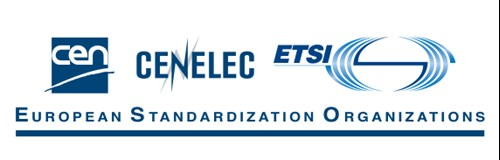 cen CENELEC ETSI
EUROPEAN STANDARDIZATION ORGANIZATIONS